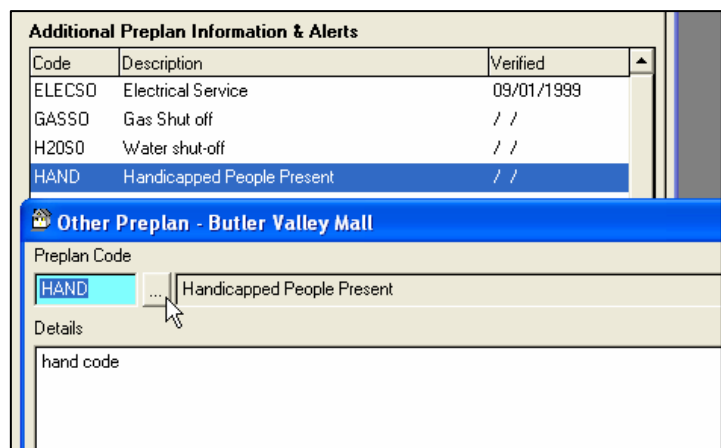 Additional Preplan Information & Alerts
Code Description Verified
ELECSO Electrical Service 09/01/1999
GASSO Gas Shut off / /
H20S0 Water shut-off / /
HAND Handicapped People Present / /
Other Preplan - Butler Valley Mall
Preplan Code
HAND ... Handicapped People Present
Details
hand code